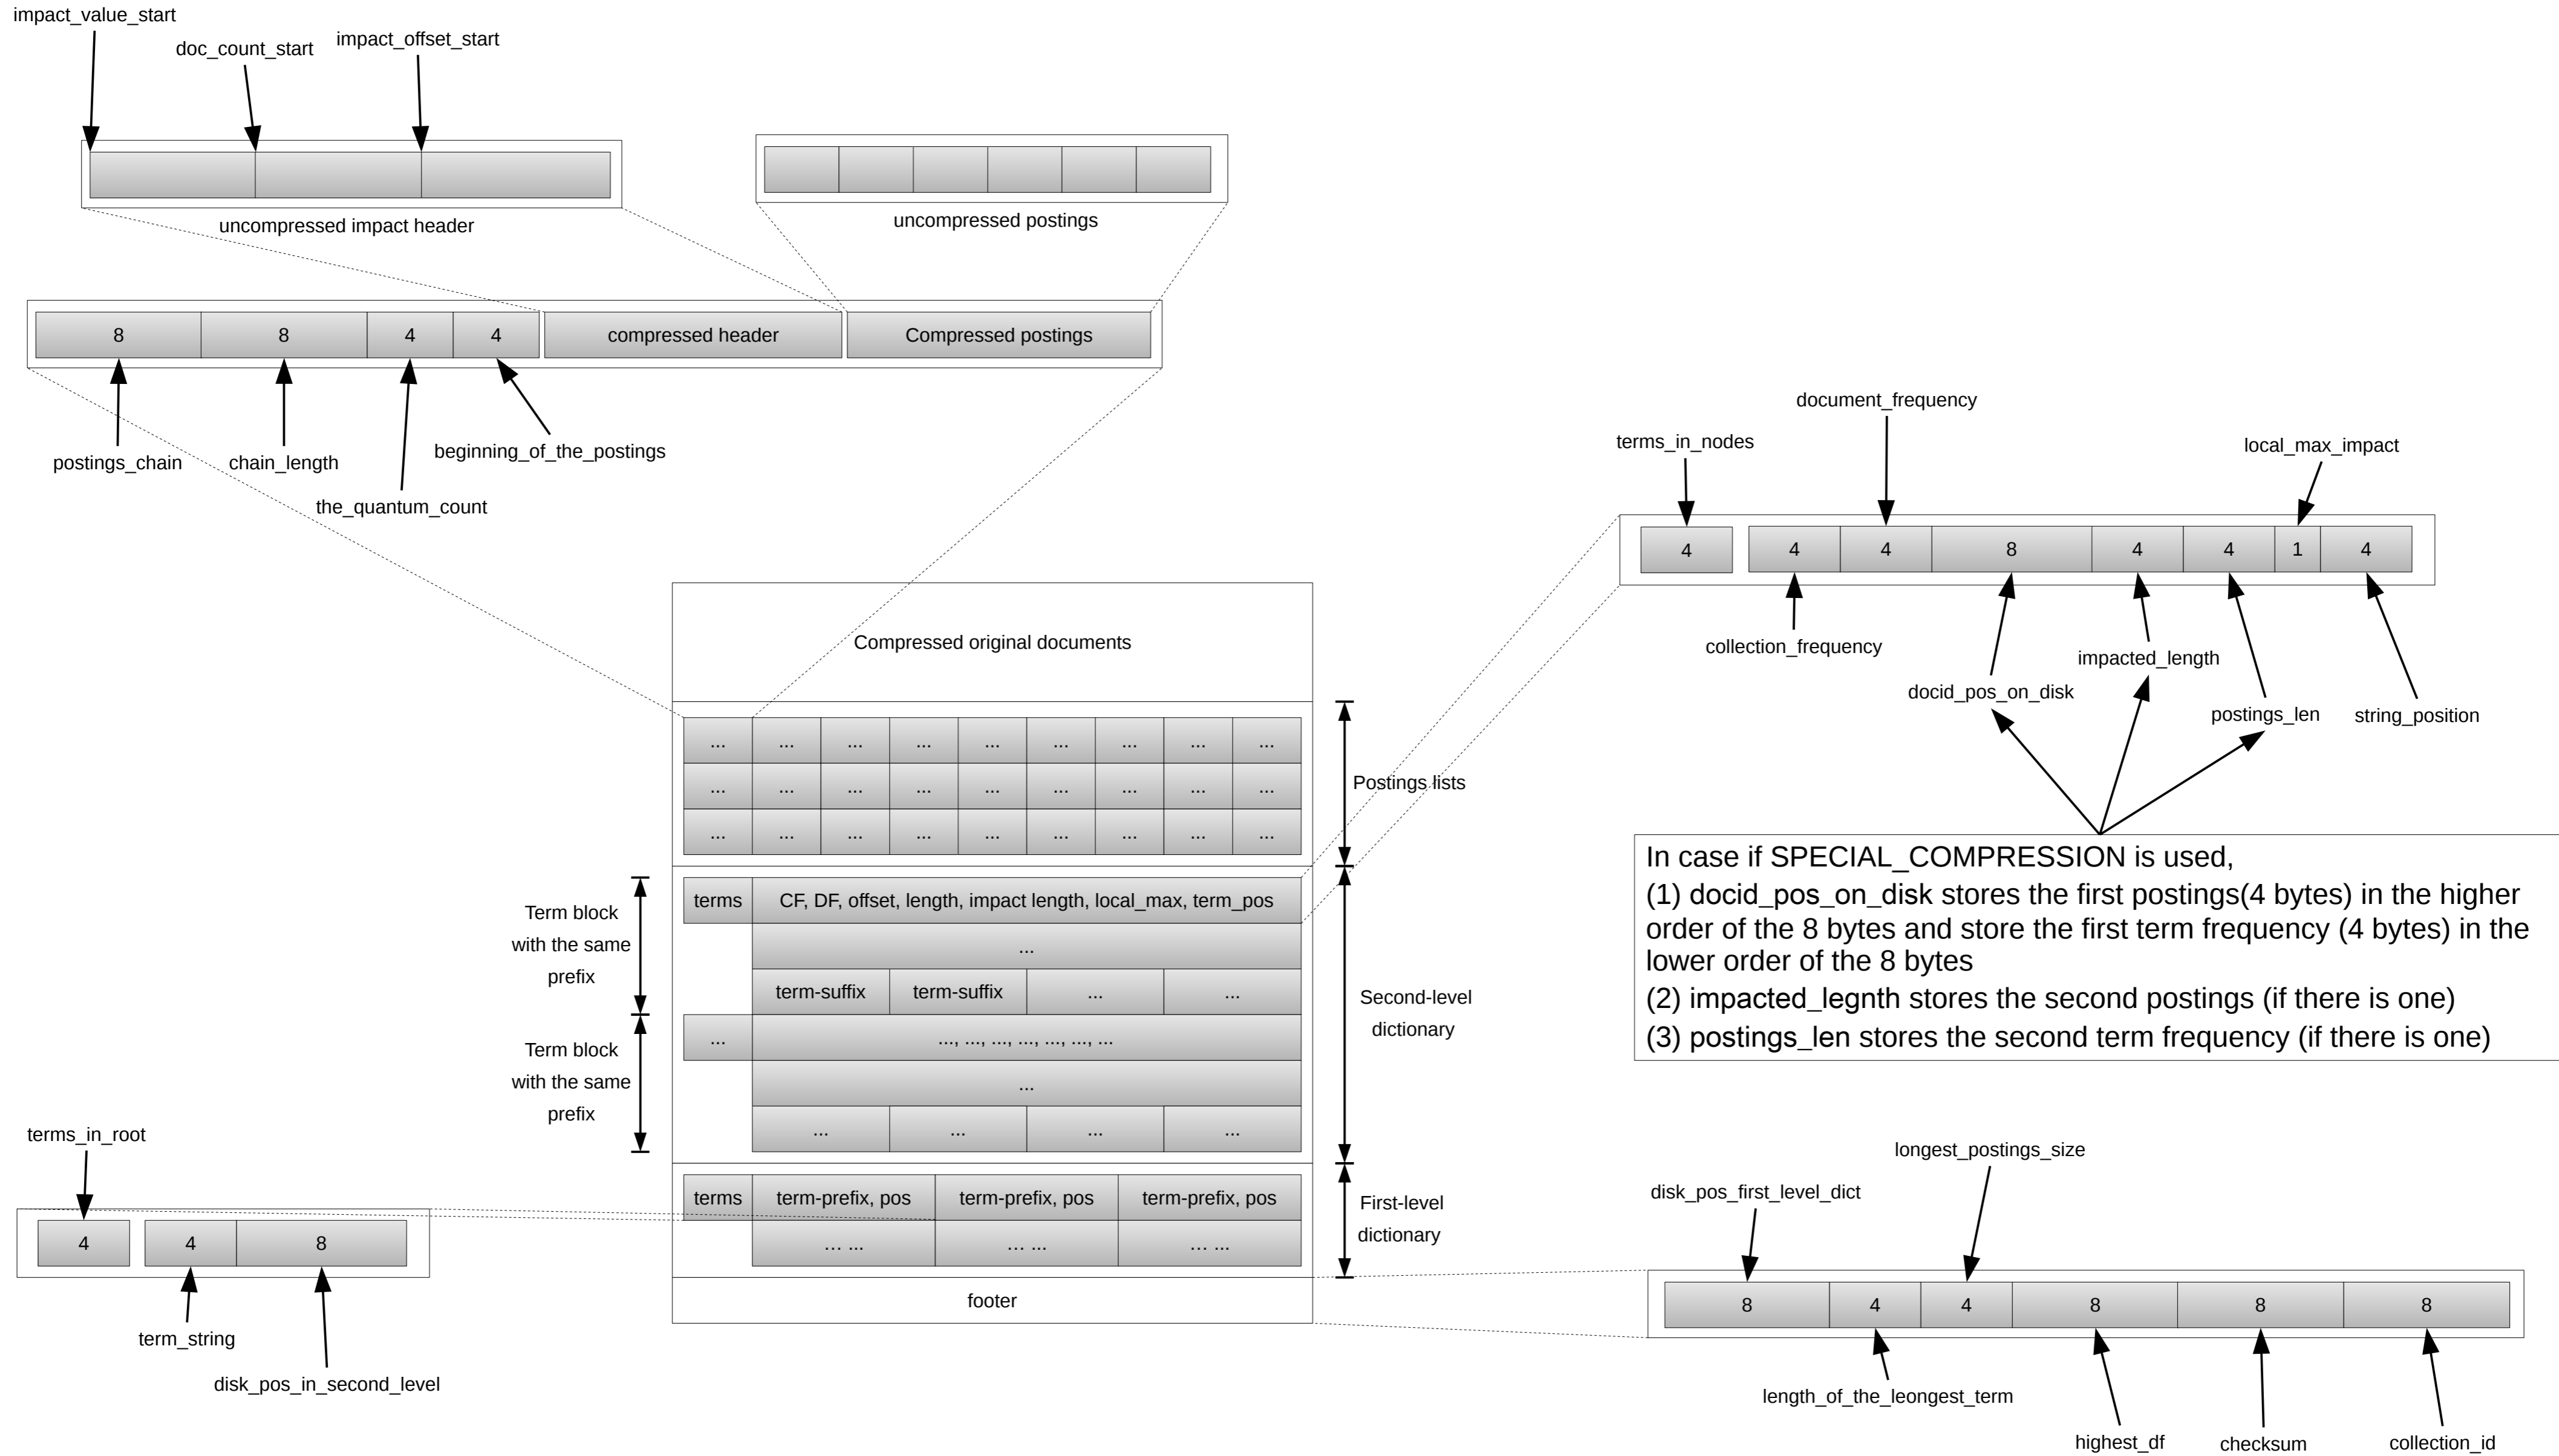 impact_value_start
doc_count_start
impact_offset_start
uncompressed impact header
uncompressed postings
8
8
4
4
compressed header
Compressed postings
postings_chain
chain_length
the_quantum_count
beginning_of_the_postings
document_frequency
terms_in_nodes
local_max_impact
4
4
4
8
4
4
1
4
collection_frequency
docid_pos_on_disk
impacted_length
postings_len
string_position
In case if SPECIAL_COMPRESSION is used,
(1) docid_pos_on_disk stores the first postings(4 bytes) in the higher
order of the 8 bytes and store the first term frequency (4 bytes) in the
lower order of the 8 bytes
(2) impacted_legnth stores the second postings (if there is one)
(3) postings_len stores the second term frequency (if there is one)
Compressed original documents
... ... ... ... ... ... ... ... ...
... ... ... ... ... ... ... ... ...
... ... ... ... ... ... ... ... ...
Postings lists
Term block
with the same
prefix
terms
CF, DF, offset, length, impact length, local_max, term_pos
...
term-suffix
term-suffix
...
...
Second-level
dictionary
Term block
with the same
prefix
...
..., ..., ..., ..., ..., ..., ...
...
... ... ... ...
terms
term-prefix, pos
term-prefix, pos
term-prefix, pos
... ...
... ...
... ...
First-level
dictionary
footer
terms_in_root
4
4
8
term_string
disk_pos_in_second_level
longest_postings_size
disk_pos_first_level_dict
8
4
4
8
8
8
length_of_the_leongest_term
highest_df
checksum
collection_id